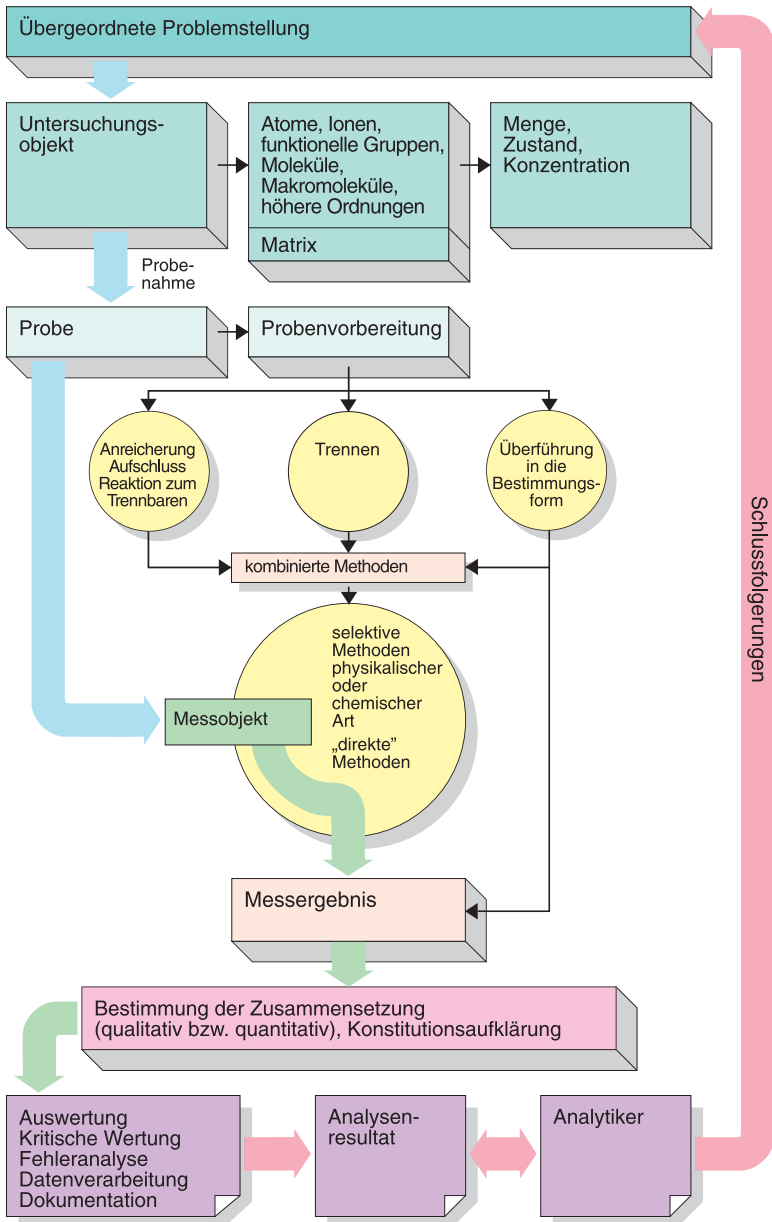 Übergeordnete Problemstellung
Untersuchungs-
objekt
Atome, Ionen,
funktionelle Gruppen,
Moleküle,
Makromoleküle,
höhere Ordnungen
Matrix
Menge,
Zustand,
Konzentration
Probe-
nahme
Probe
Probenvorbereitung
Anreicherung
Aufschluss
Reaktion zum
Trennbaren
Trennen
Überführung
in die
Bestimmungs-
form
kombinierte Methoden
selektive
Methoden
physikalischer
oder
chemischer
Art
„direkte”
Methoden
Messobjekt
Messergebnis
Bestimmung der Zusammensetzung
(qualitativ bzw. quantitativ), Konstitutionsaufklärung
Auswertung
Kritische Wertung
Fehleranalyse
Datenverarbeitung
Dokumentation
Analysen-
resultat
Analytiker
Schlussfolgerungen